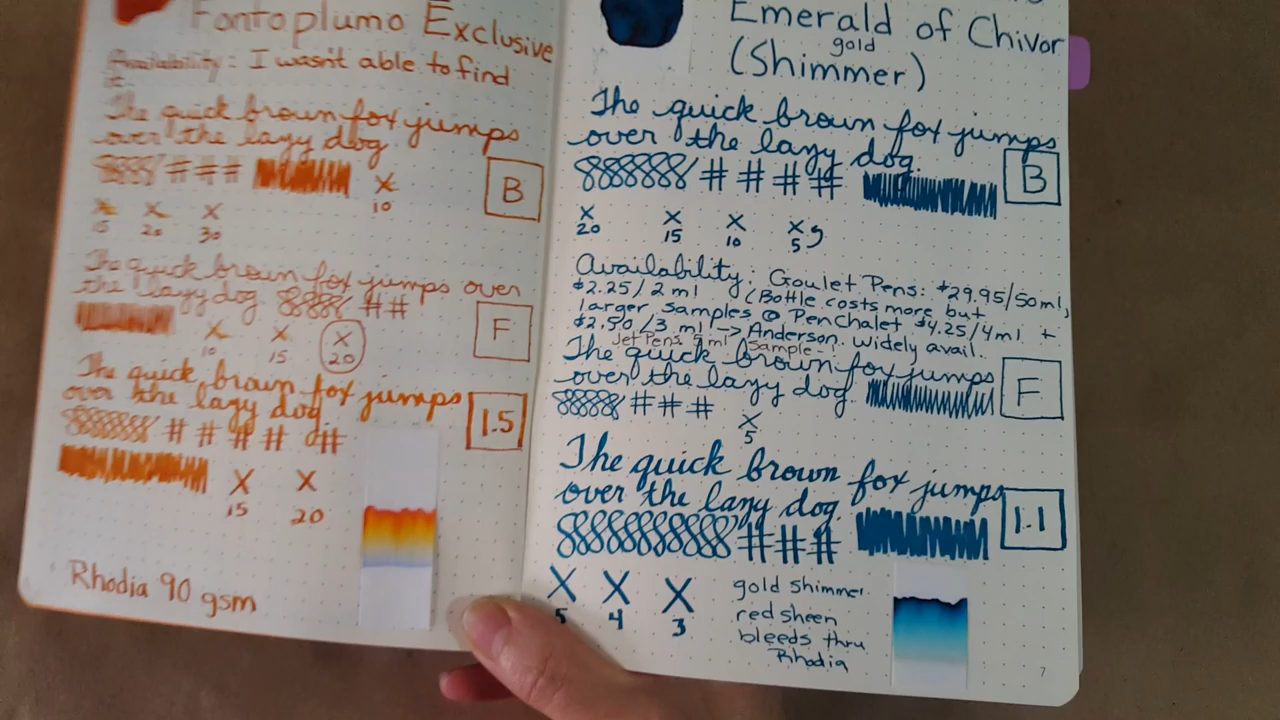 Fontoplumo Exclusive
Availability: I wasn't able to find
it.
The quick brown fox jumps
over the lazy dog.
# # #
X
10
B
X X X
15 20 30
The quick brown fox jumps over
the lazy dog. # #
F
X X X
10 15 20
The quick brown fox jumps
over the lazy dog
# # # # #
1.5
X X
15 20
Rhodia 90 gsm
Emerald of Chivor
gold
(Shimmer)
The quick brown fox jumps
over the lazy dog.
# # # #
B
X X X X
20 15 10 5
Availability: Goulet Pens: $29.95/50ml,
$2.25/2ml (Bottle costs more but
larger samples @ PenChalet $4.25/4ml +
$2.50/3 ml -> Anderson. Widely avail.
Jet Pens 5 ml Sample -
The quick brown fox jumps
over the lazy dog
# # #
F
X
5
The quick brown fox jumps
over the lazy dog.
# # #
1.1
X X X
5 4 3
gold shimmer
red sheen
bleeds thru
Rhodia
7